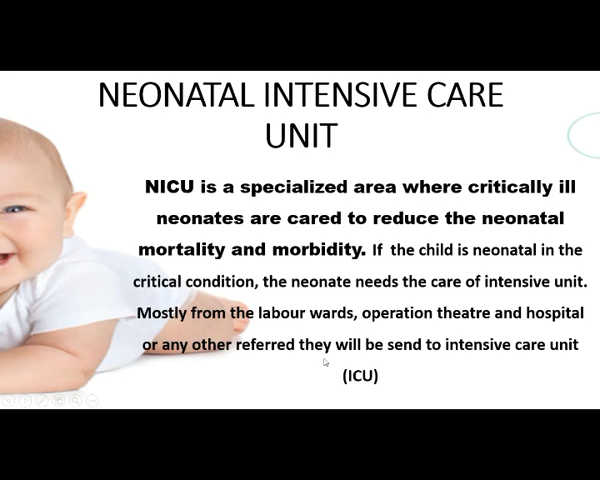 NEONATAL INTENSIVE CARE
UNIT
NICU is a specialized area where critically ill
neonates are cared to reduce the neonatal
mortality and morbidity. If the child is neonatal in the
critical condition, the neonate needs the care of intensive unit.
Mostly from the labour wards, operation theatre and hospital
or any other referred they will be send to intensive care unit
(ICU)